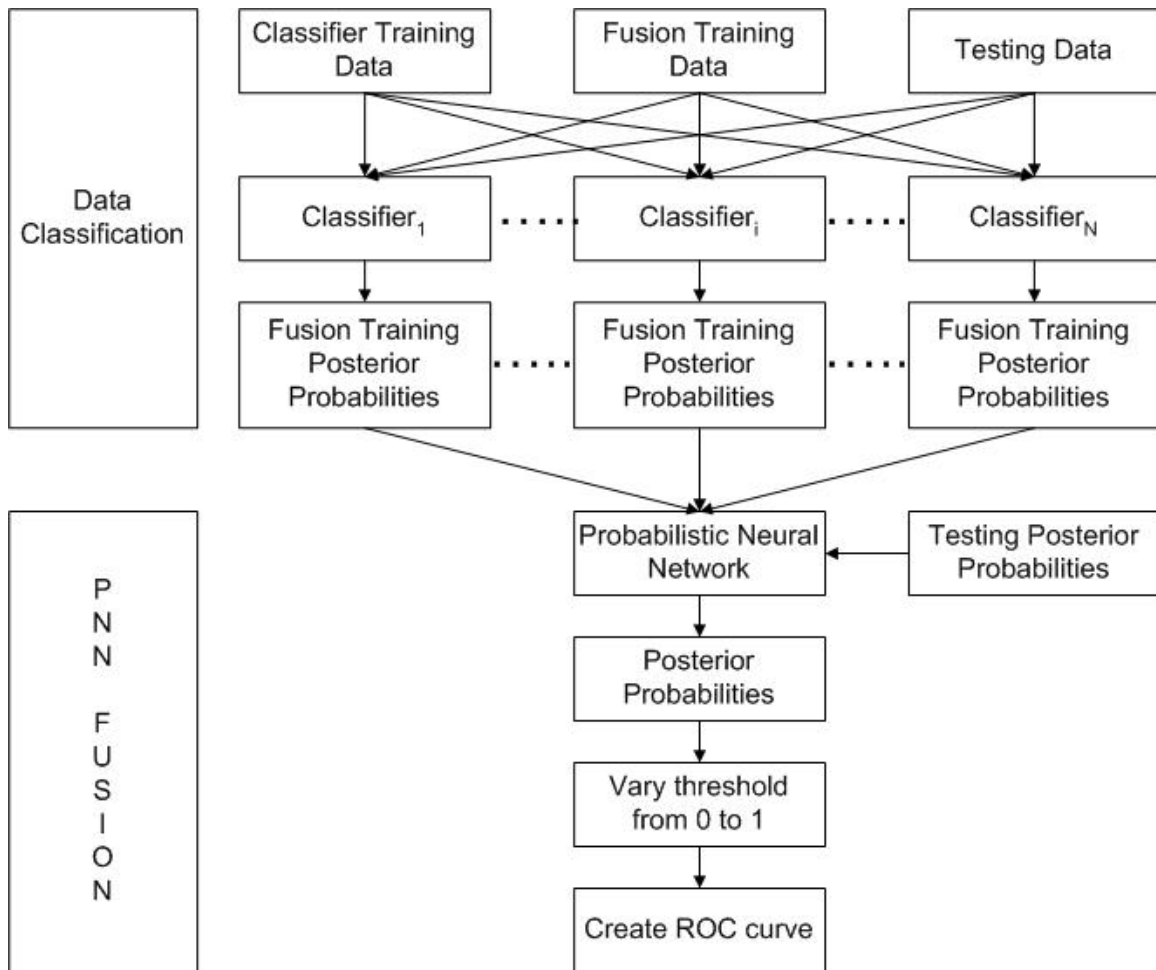 Data
Classification
Classifier Training
Data
Fusion Training
Data
Testing Data
Classifier1
Classifieri
ClassifierN
Fusion Training
Posterior
Probabilities
Fusion Training
Posterior
Probabilities
Fusion Training
Posterior
Probabilities
P
N
N
F
U
S
I
O
N
Probabilistic Neural
Network
Testing Posterior
Probabilities
Posterior
Probabilities
Vary threshold
from 0 to 1
Create ROC curve